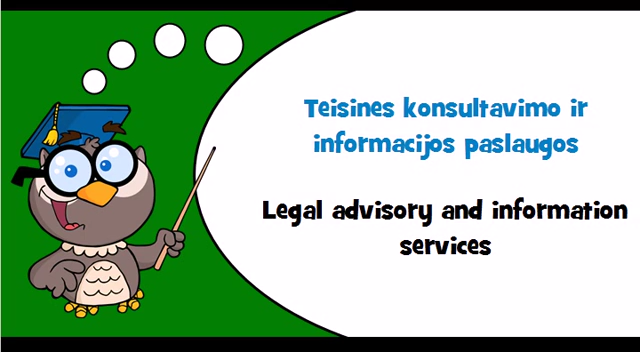 Teisines konsultavimo ir
informacijos paslaugos
Legal advisory and information
services